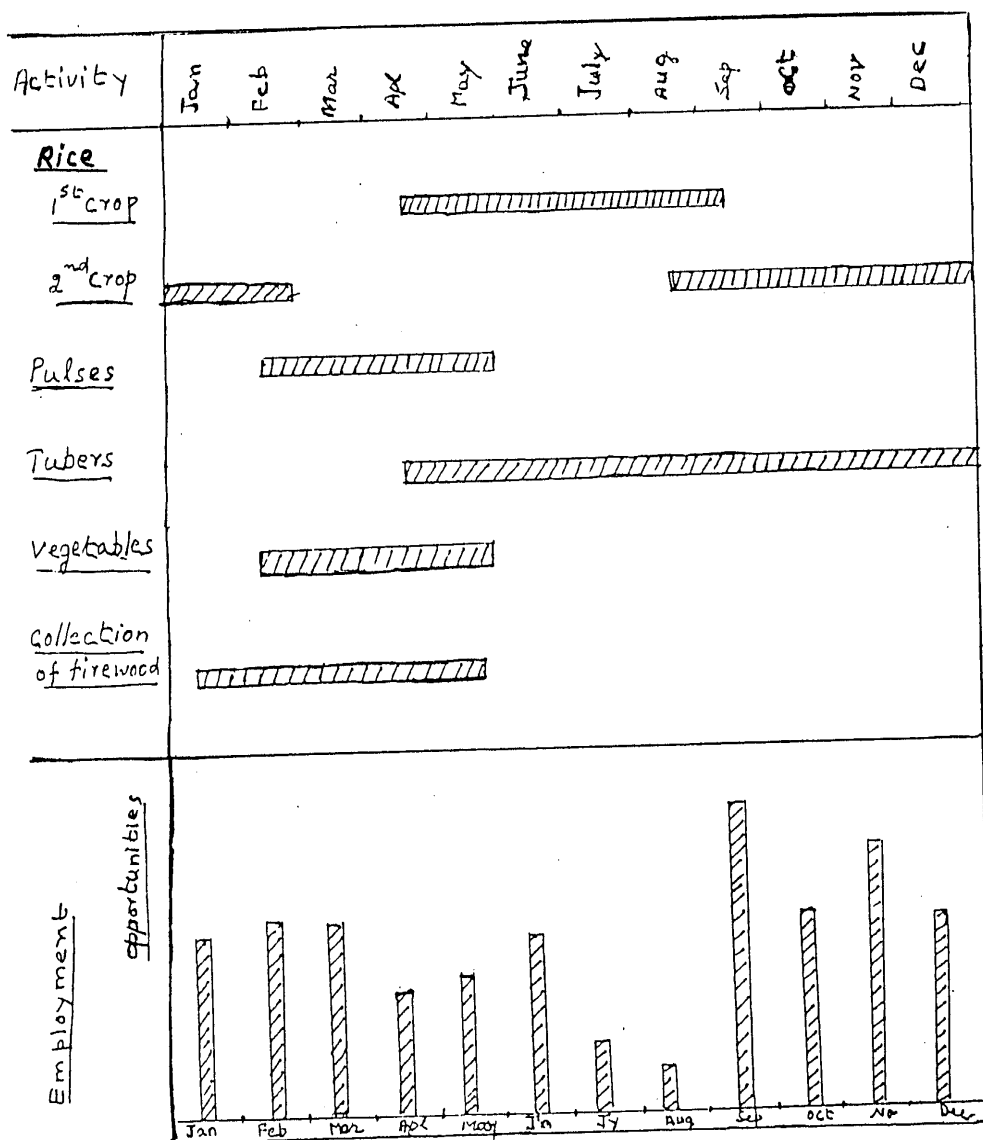 Activity Jan Feb Mar Apl May June July Aug Sep Oct Nov Dec
Rice
1st Crop
2nd Crop
Pulses
Tubers
Vegetables
Collection
of firewood
Employment
opportunities
Jan Feb Mar Apl May Jn Jy Aug Sep Oct Nov Dec